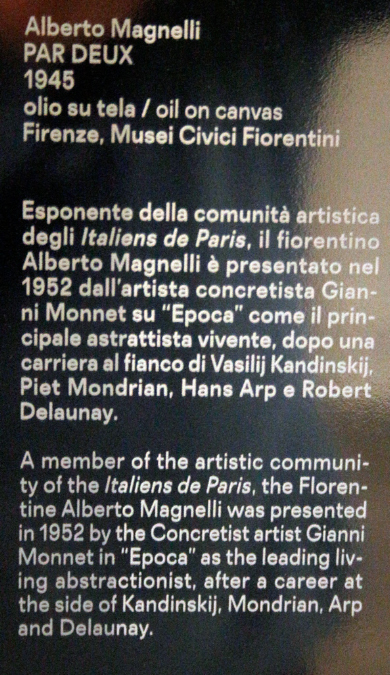 Alberto Magnelli
PAR DEUX
1945
olio su tela / oil on canvas
Firenze, Musei Civici Fiorentini
Esponente della comunità artistica
degli Italiens de Paris, il fiorentino
Alberto Magnelli è presentato nel
1952 dall'artista concretista Gian-
ni Monnet su "Epoca" come il prin-
cipale astrattista vivente, dopo una
carriera al fianco di Vasilij Kandinskij,
Piet Mondrian, Hans Arp e Robert
Delaunay.
A member of the artistic communi-
ty of the Italiens de Paris, the Floren-
tine Alberto Magnelli was presented
in 1952 by the Concretist artist Gianni
Monnet in "Epoca" as the leading liv-
ing abstractionist, after a career at
the side of Kandinskij, Mondrian, Arp
and Delaunay.